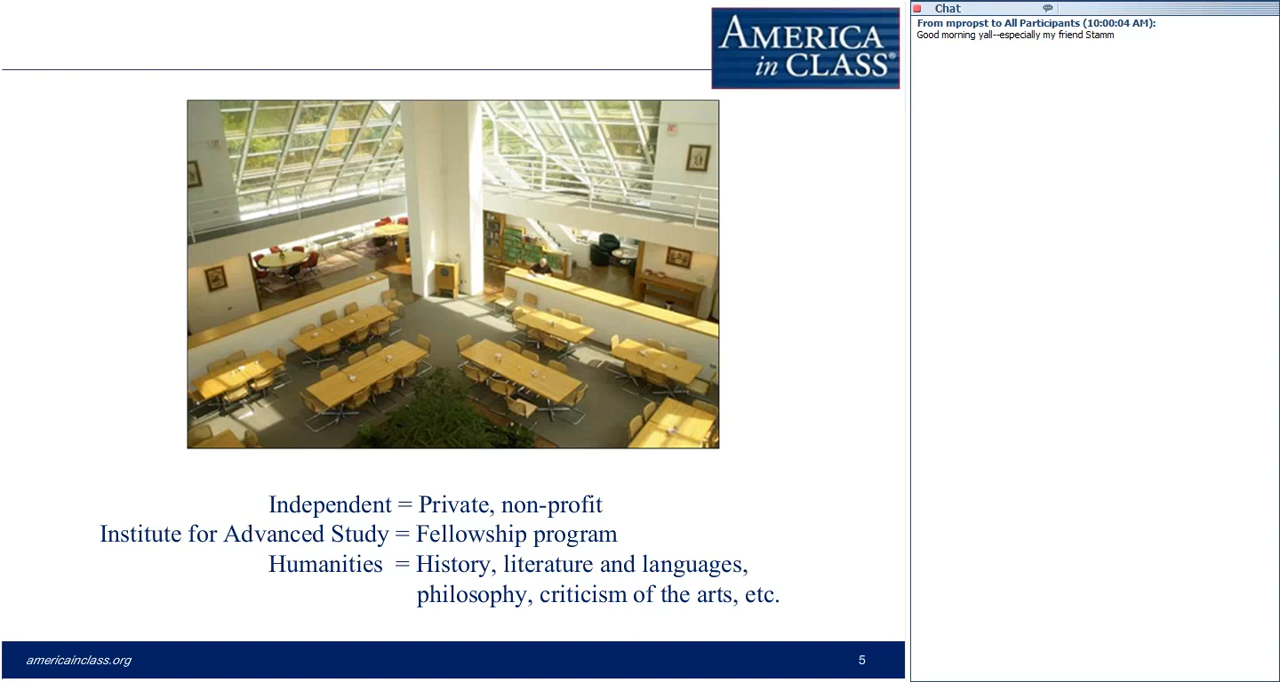 AMERICA
in CLASS®
Independent = Private, non-profit
Institute for Advanced Study = Fellowship program
Humanities = History, literature and languages,
philosophy, criticism of the arts, etc.
americainclass.org
5
Chat
From mpropst to All Participants (10:00:04 AM):
Good morning yall--especially my friend Stamm